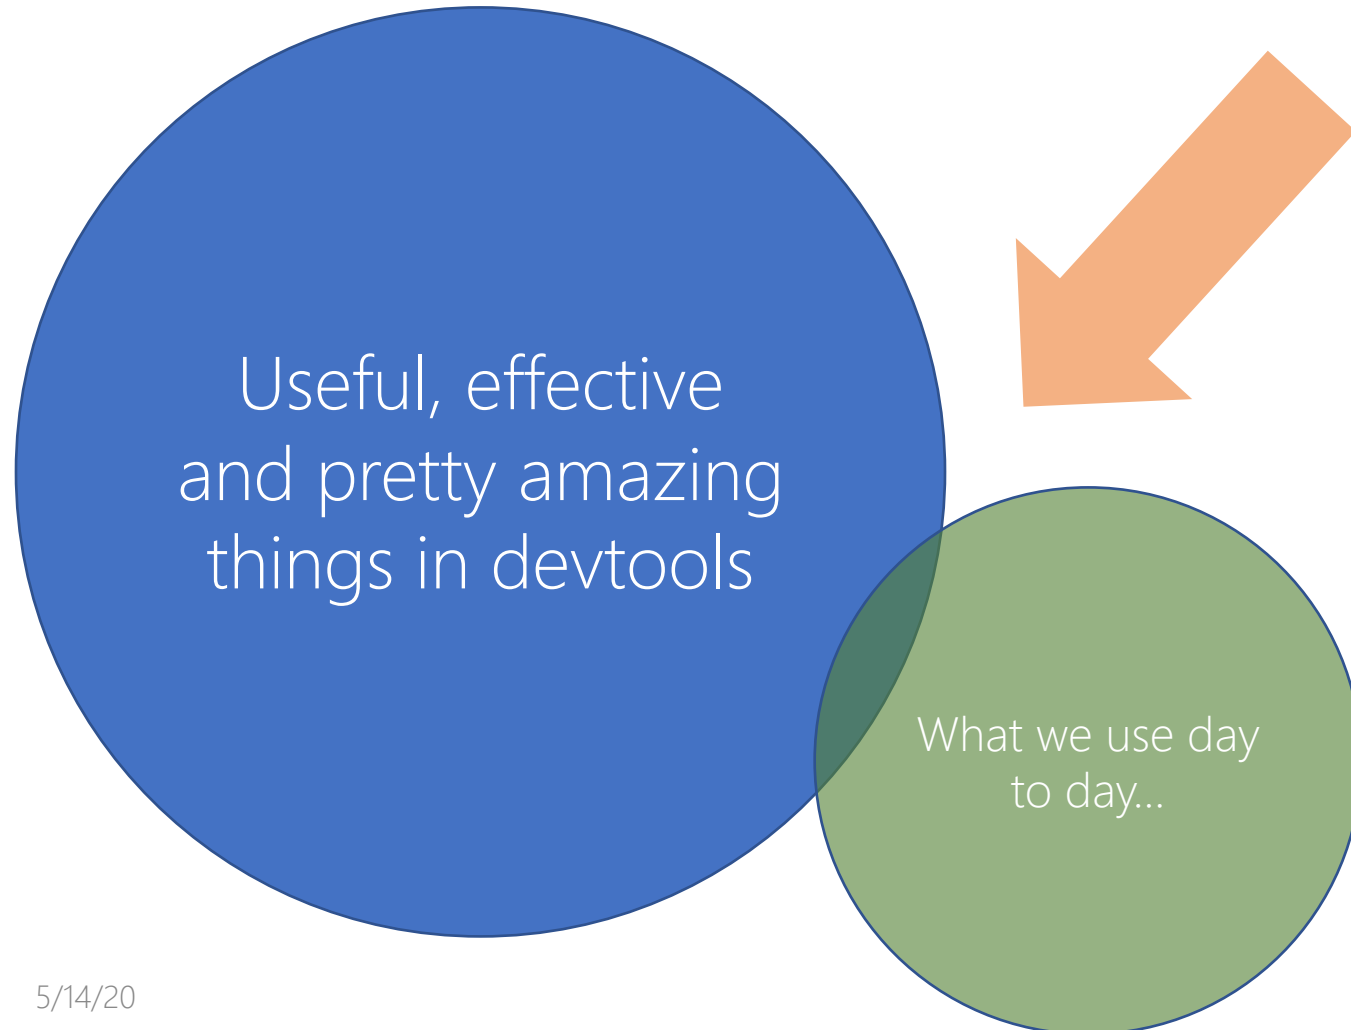 Useful, effective
and pretty amazing
things in devtools
What we use day
to day...
5/14/20